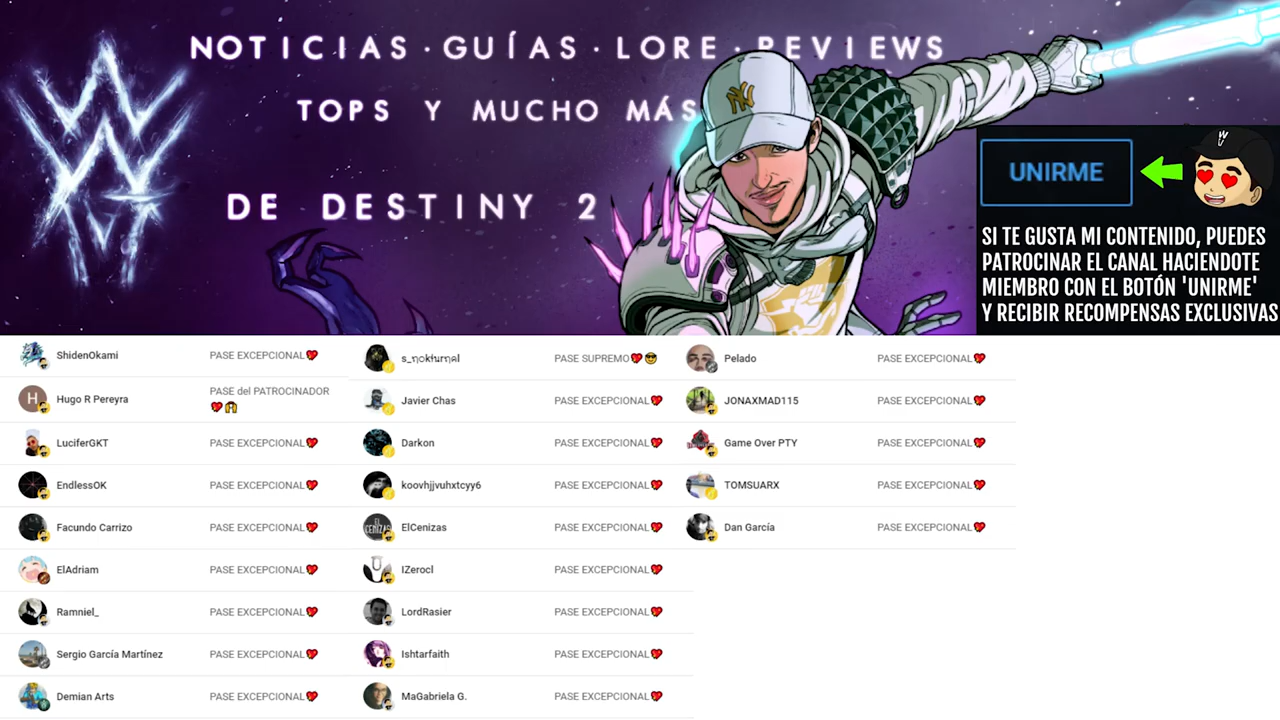 NOTICIAS · GUÍAS · LORE · REVIEWS
TOPS Y MUCHO MÁS
DE DESTINY 2
UNIRME
SI TE GUSTA MI CONTENIDO, PUEDES
PATROCINAR EL CANAL HACIENDOTE
MIEMBRO CON EL BOTÓN 'UNIRME'
Y RECIBIR RECOMPENSAS EXCLUSIVAS
ShidenOkami PASE EXCEPCIONAL
H Hugo R Pereyra PASE del PATROCINADOR
LuciferGKT PASE EXCEPCIONAL
EndlessOK PASE EXCEPCIONAL
Facundo Carrizo PASE EXCEPCIONAL
ElAdriam PASE EXCEPCIONAL
Ramniel_ PASE EXCEPCIONAL
Sergio García Martínez PASE EXCEPCIONAL
Demian Arts PASE EXCEPCIONAL
s_ղօƙէմɾղąl PASE SUPREMO
Javier Chas PASE EXCEPCIONAL
Darkon PASE EXCEPCIONAL
koovhjjvuhxtcyy6 PASE EXCEPCIONAL
ElCenizas PASE EXCEPCIONAL
IZerocl PASE EXCEPCIONAL
LordRasier PASE EXCEPCIONAL
Ishtarfaith PASE EXCEPCIONAL
MaGabriela G. PASE EXCEPCIONAL
Pelado PASE EXCEPCIONAL
JONAXMAD115 PASE EXCEPCIONAL
Game Over PTY PASE EXCEPCIONAL
TOMSUARX PASE EXCEPCIONAL
Dan García PASE EXCEPCIONAL